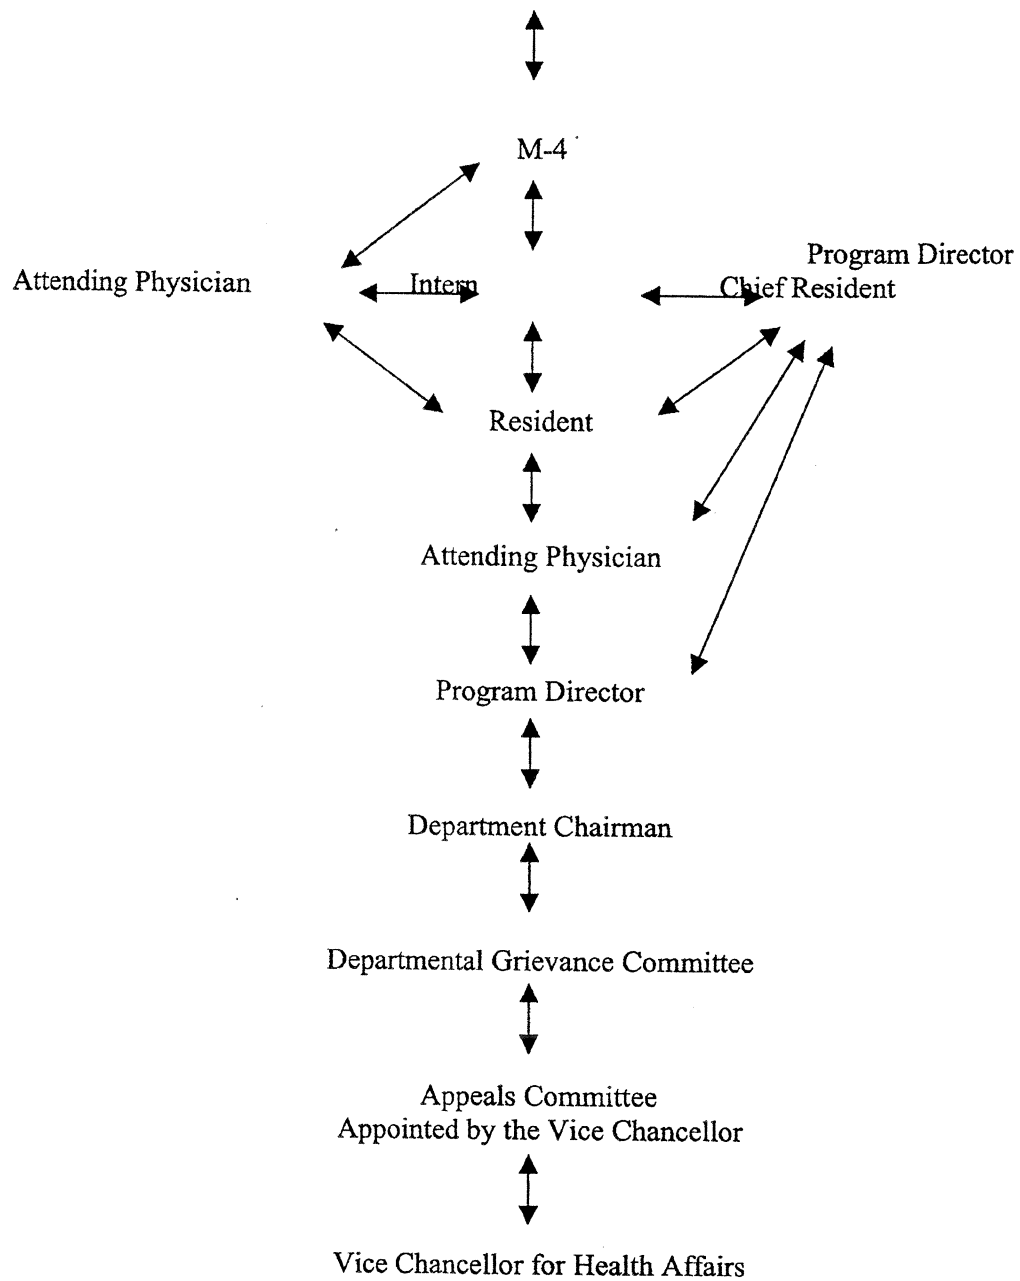 M-4
Program Director
Attending Physician Intern Chief Resident
Resident
Attending Physician
Program Director
Department Chairman
Departmental Grievance Committee
Appeals Committee
Appointed by the Vice Chancellor
Vice Chancellor for Health Affairs